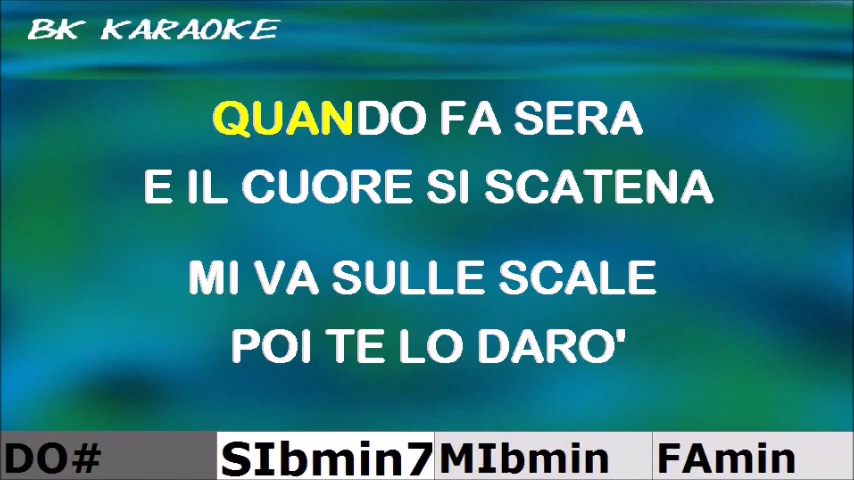 BK KARAOKE
QUANDO FA SERA
E IL CUORE SI SCATENA
MI VA SULLE SCALE
POI TE LO DARO'
DO# SIbmin7 MIbmin FAmin